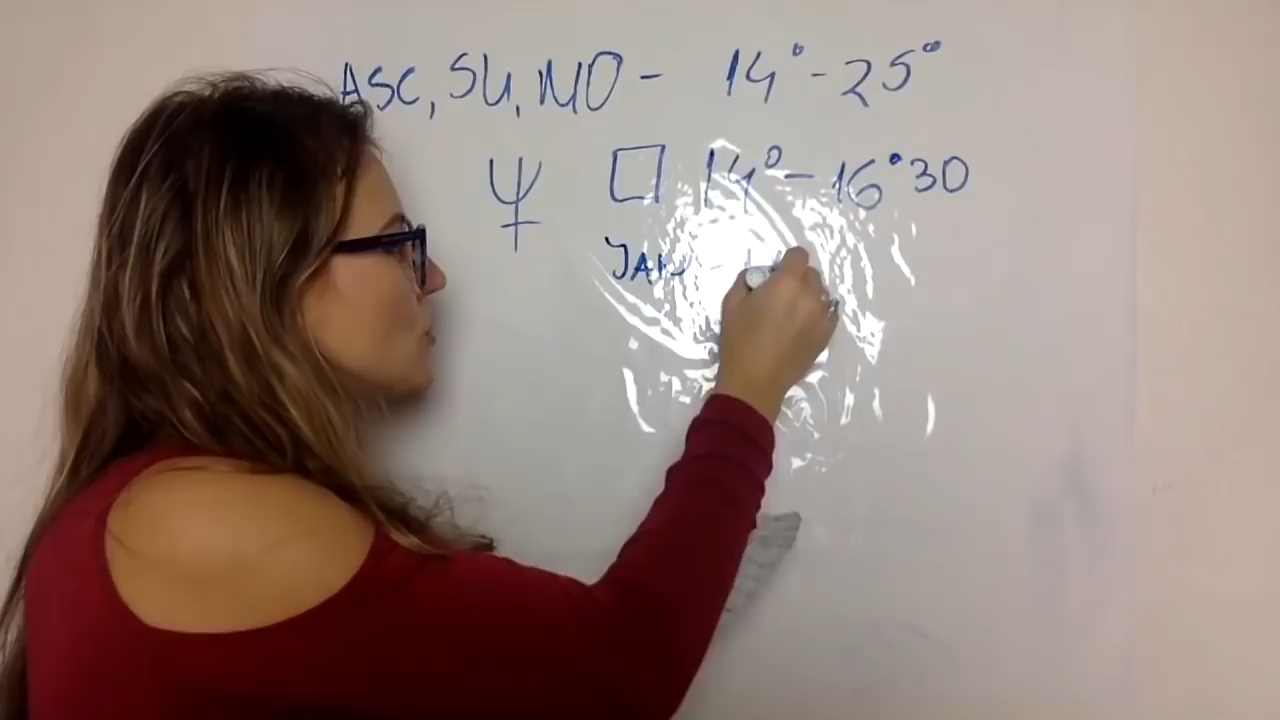 ASC, SU, MO - 14° - 25°
♆ □ 14° - 16°30
JAN -